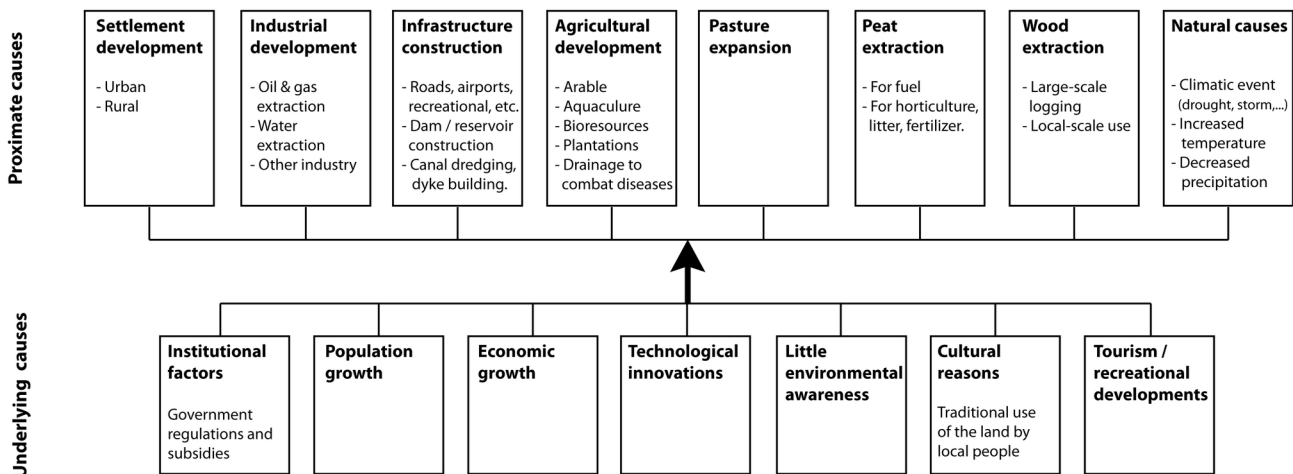 Proximate causes
Settlement
development
- Urban
- Rural
Industrial
development
- Oil & gas
extraction
- Water
extraction
- Other industry
Infrastructure
construction
- Roads, airports,
recreational, etc.
- Dam / reservoir
construction
- Canal dredging,
dyke building.
Agricultural
development
- Arable
- Aquaculure
- Bioresources
- Plantations
- Drainage to
combat diseases
Pasture
expansion
Peat
extraction
- For fuel
- For horticulture,
litter, fertilizer.
Wood
extraction
- Large-scale
logging
- Local-scale use
Natural causes
- Climatic event
(drought, storm,...)
- Increased
temperature
- Decreased
precipitation
Underlying causes
Institutional
factors
Government
regulations and
subsidies
Population
growth
Economic
growth
Technological
innovations
Little
environmental
awareness
Cultural
reasons
Traditional use
of the land by
local people
Tourism /
recreational
developments